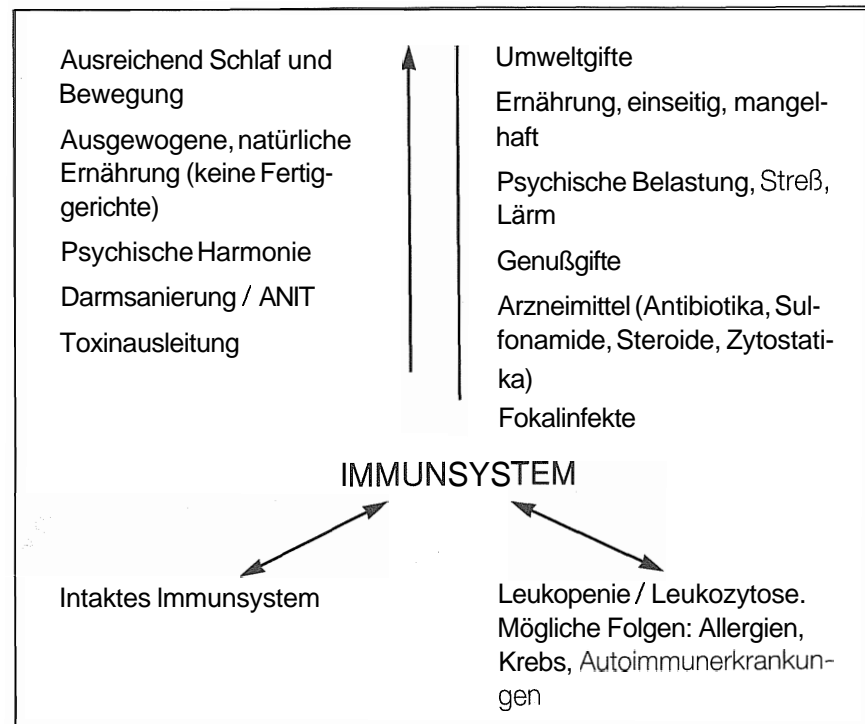 Ausreichend Schlaf und
Bewegung
Ausgewogene, natürliche
Ernährung (keine Fertig-
gerichte)
Psychische Harmonie
Darmsanierung / ANIT
Toxinausleitung
Umweltgifte
Ernährung, einseitig, mangel-
haft
Psychische Belastung, Streß,
Lärm
Genußgifte
Arzneimittel (Antibiotika, Sul-
fonamide, Steroide, Zytostati-
ka)
Fokalinfekte
IMMUNSYSTEM
Intaktes Immunsystem
Leukopenie / Leukozytose.
Mögliche Folgen: Allergien,
Krebs, Autoimmunerkrankun-
gen